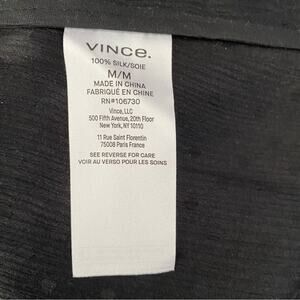 VINCE.
100% SILK/SOIE
M/M
MADE IN CHINA
FABRIQUÉ EN CHINE
RN#106730
Vince, LLC
500 Fifth Avenue, 20th Floor
New York, NY 10110
11 Rue Saint Florentin
75008 Paris France
SEE REVERSE FOR CARE
VOIR AU VERSO POUR LES SOINS